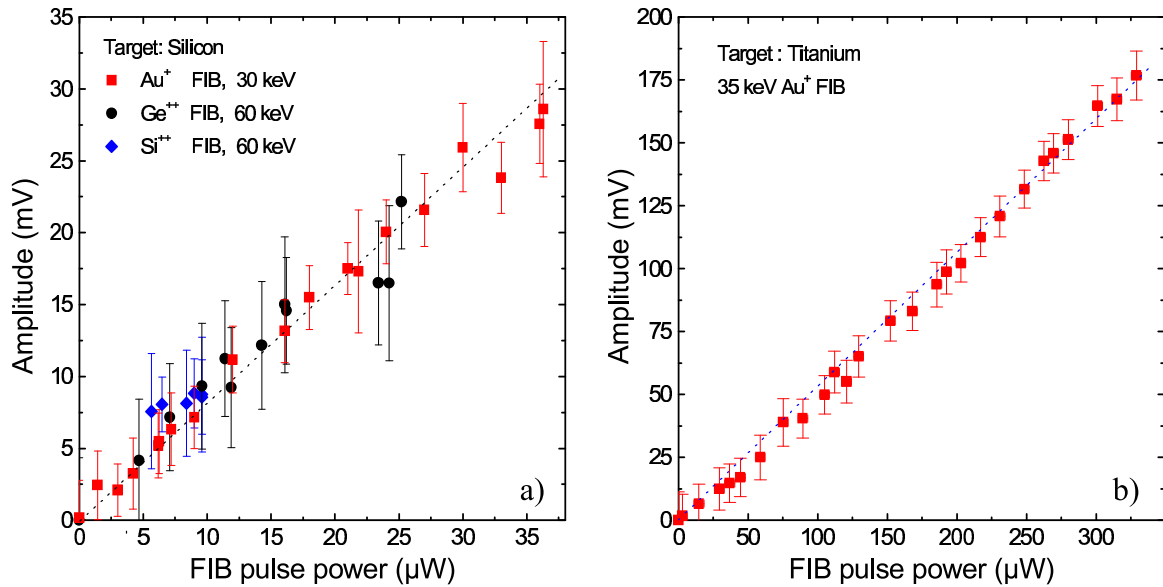 Target: Silicon
Au+ FIB, 30 keV
Ge++ FIB, 60 keV
Si++ FIB, 60 keV
Amplitude (mV)
35
30
25
20
15
10
5
0
0 5 10 15 20 25 30 35
FIB pulse power (µW)
a)
b)
Target : Titanium
35 keV Au+ FIB
Amplitude (mV)
200
175
150
125
100
75
50
25
0
0 50 100 150 200 250 300
FIB pulse power (µW)
b)